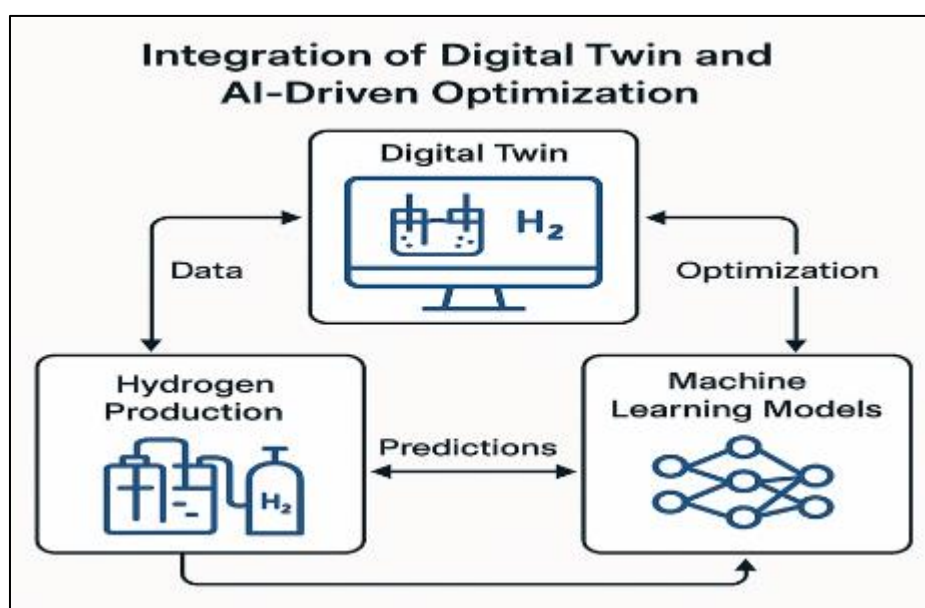 Integration of Digital Twin and
AI-Driven Optimization
Digital Twin
H₂
Data
Optimization
Hydrogen
Production
H₂
Predictions
Machine
Learning Models